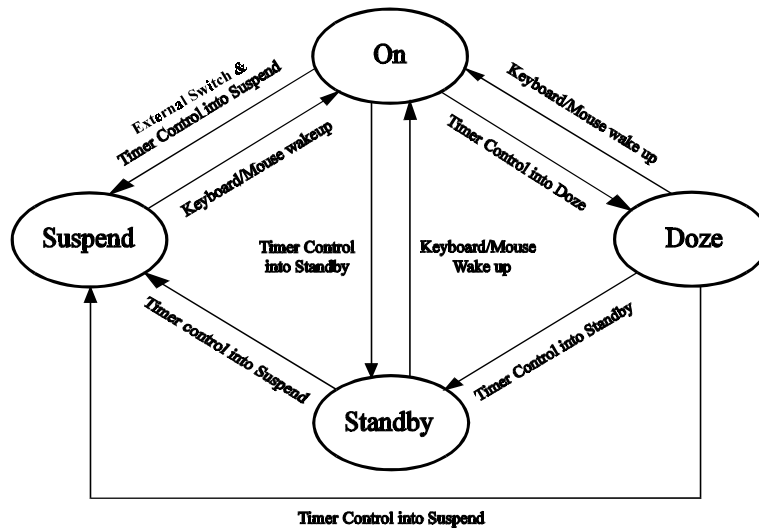 On
External Switch &
Timer Control into Suspend
Keyboard/Mouse wakeup
Keyboard/Mouse wake up
Timer Control into Doze
Suspend
Timer Control
into Standby
Keyboard/Mouse
Wake up
Doze
Timer control into Suspend
Timer Control into Standby
Standby
Timer Control into Suspend